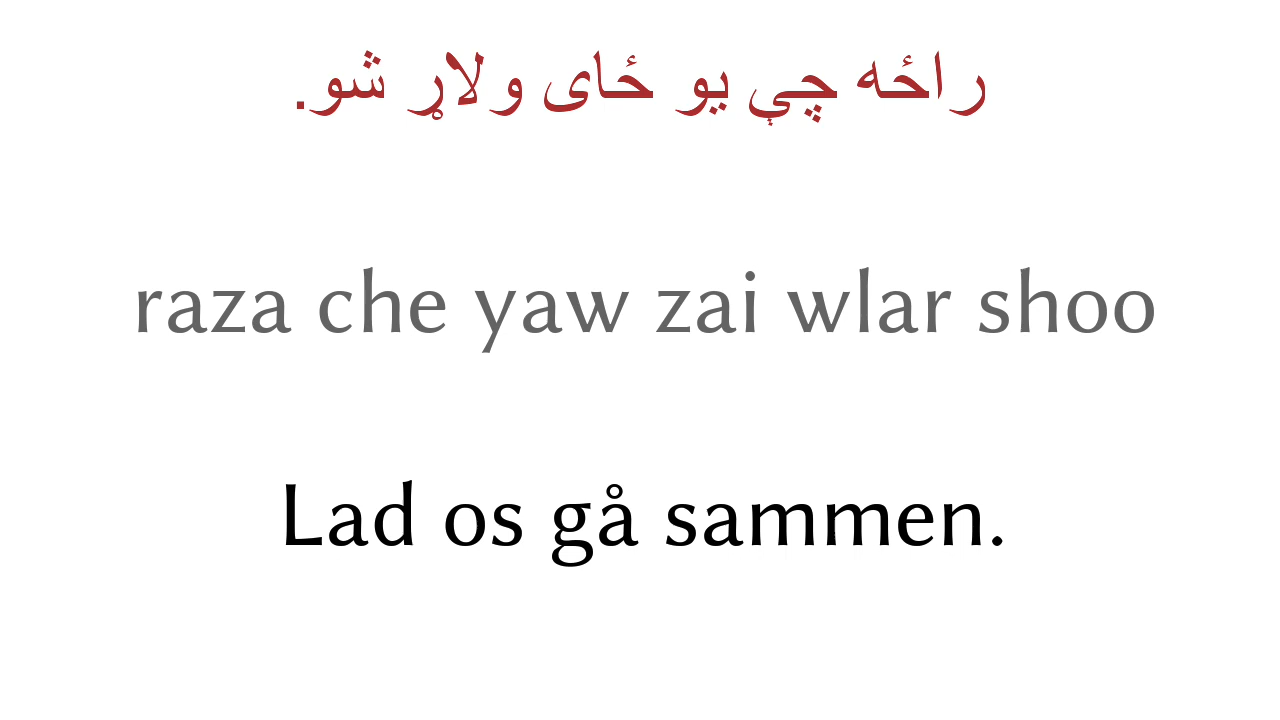 راځه چې یو ځای ولاړ شو.
raza che yaw zai wlar shoo
Lad os gå sammen.